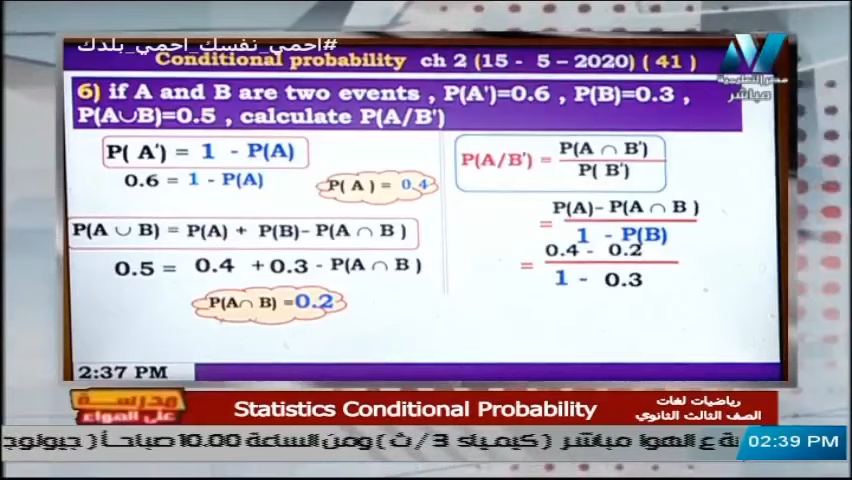 #احمي_نفسك_احمي_بلدك
Conditional probability ch 2 (15 - 5 – 2020) ( 41 )
مصر التعليمية
مباشر
6) if A and B are two events , P(A')=0.6 , P(B)=0.3 ,
P(A∪B)=0.5 , calculate P(A/B')
P( A') = 1 - P(A)
0.6 = 1 - P(A)
P( A ) = 0.4
P(A ∪ B) = P(A) + P(B)– P(A ∩ B )
0.5 = 0.4 +0.3 - P(A ∩ B )
P(A∩ B) =0.2
P(A/B') = P(A ∩ B')
P( B')
= P(A)– P(A ∩ B )
1 - P(B)
= 0.4 - 0.2
1 - 0.3
2:37 PM
مدرسة
على الهواء
Statistics Conditional Probability
رياضيات لغات
الصف الثالث الثانوي
ة ع الهوا مباشر ( كيمياء 3/ث ) ومن الساعة 10.00 صباحاً ( جيولوج
02:39 PM